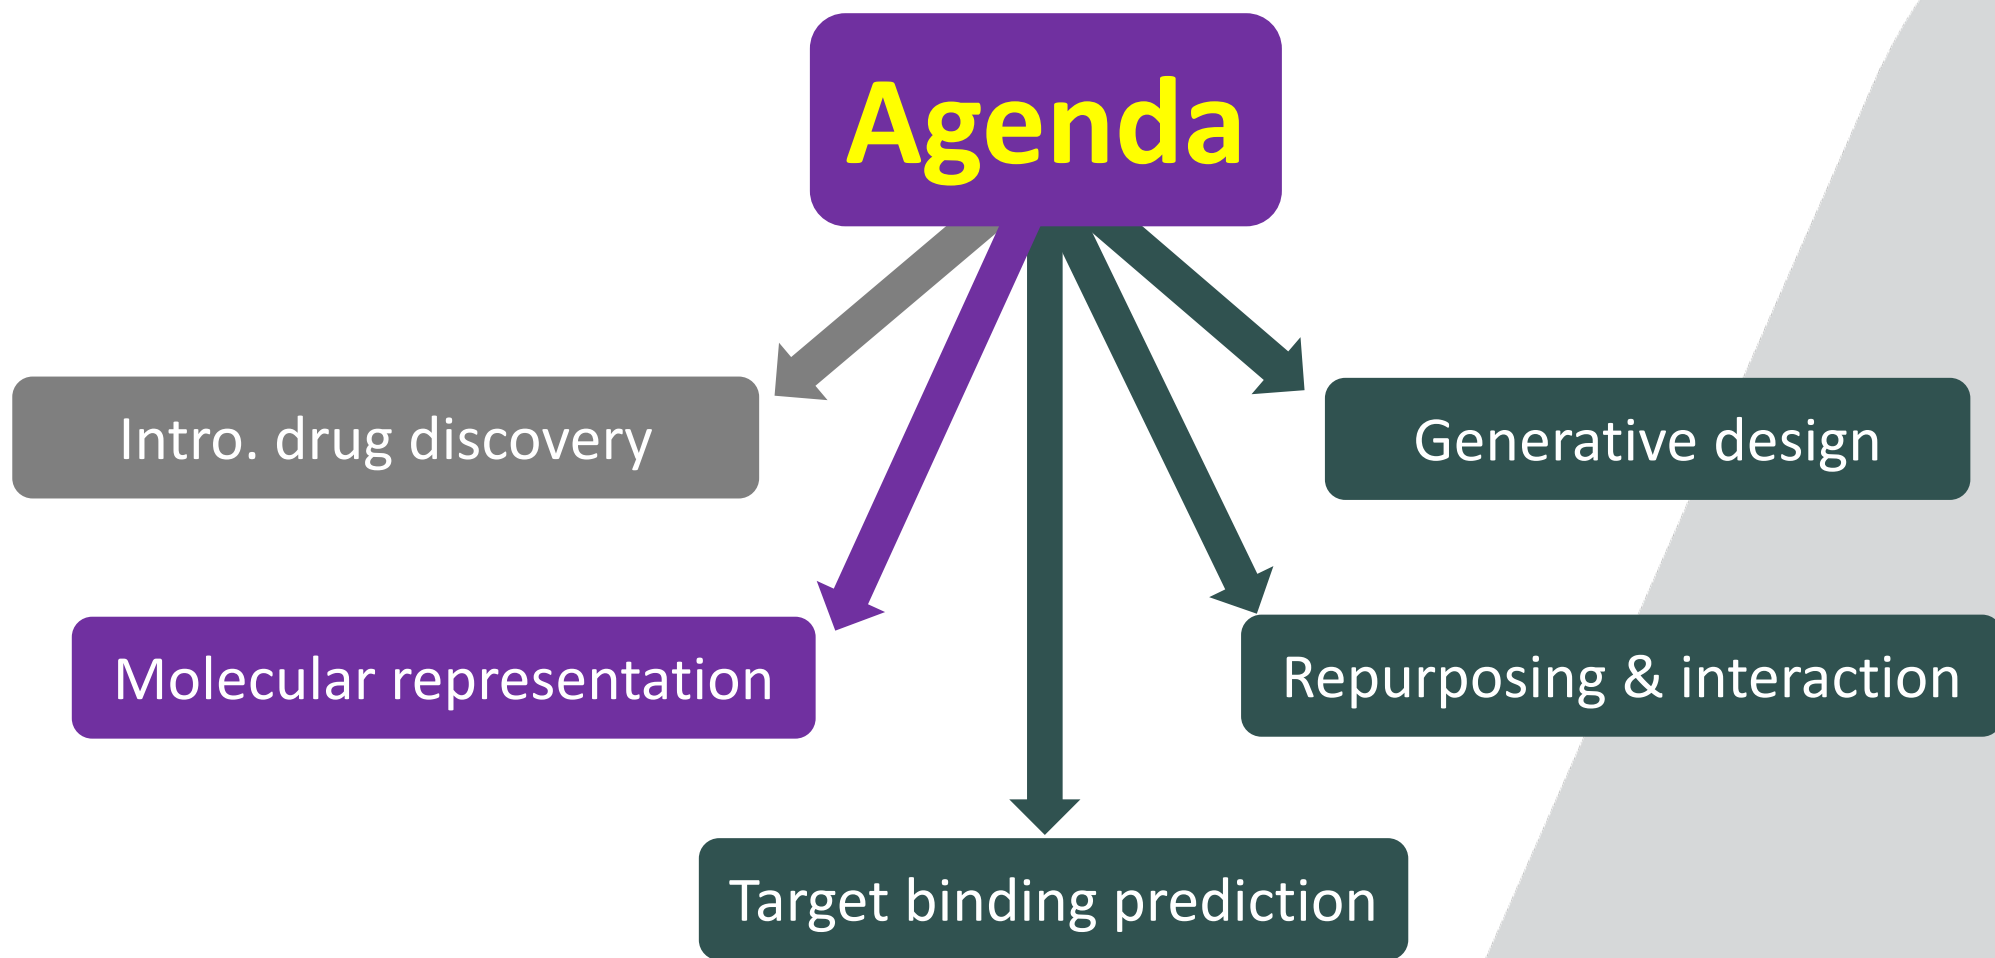 Agenda
Intro. drug discovery
Generative design
Molecular representation
Repurposing & interaction
Target binding prediction